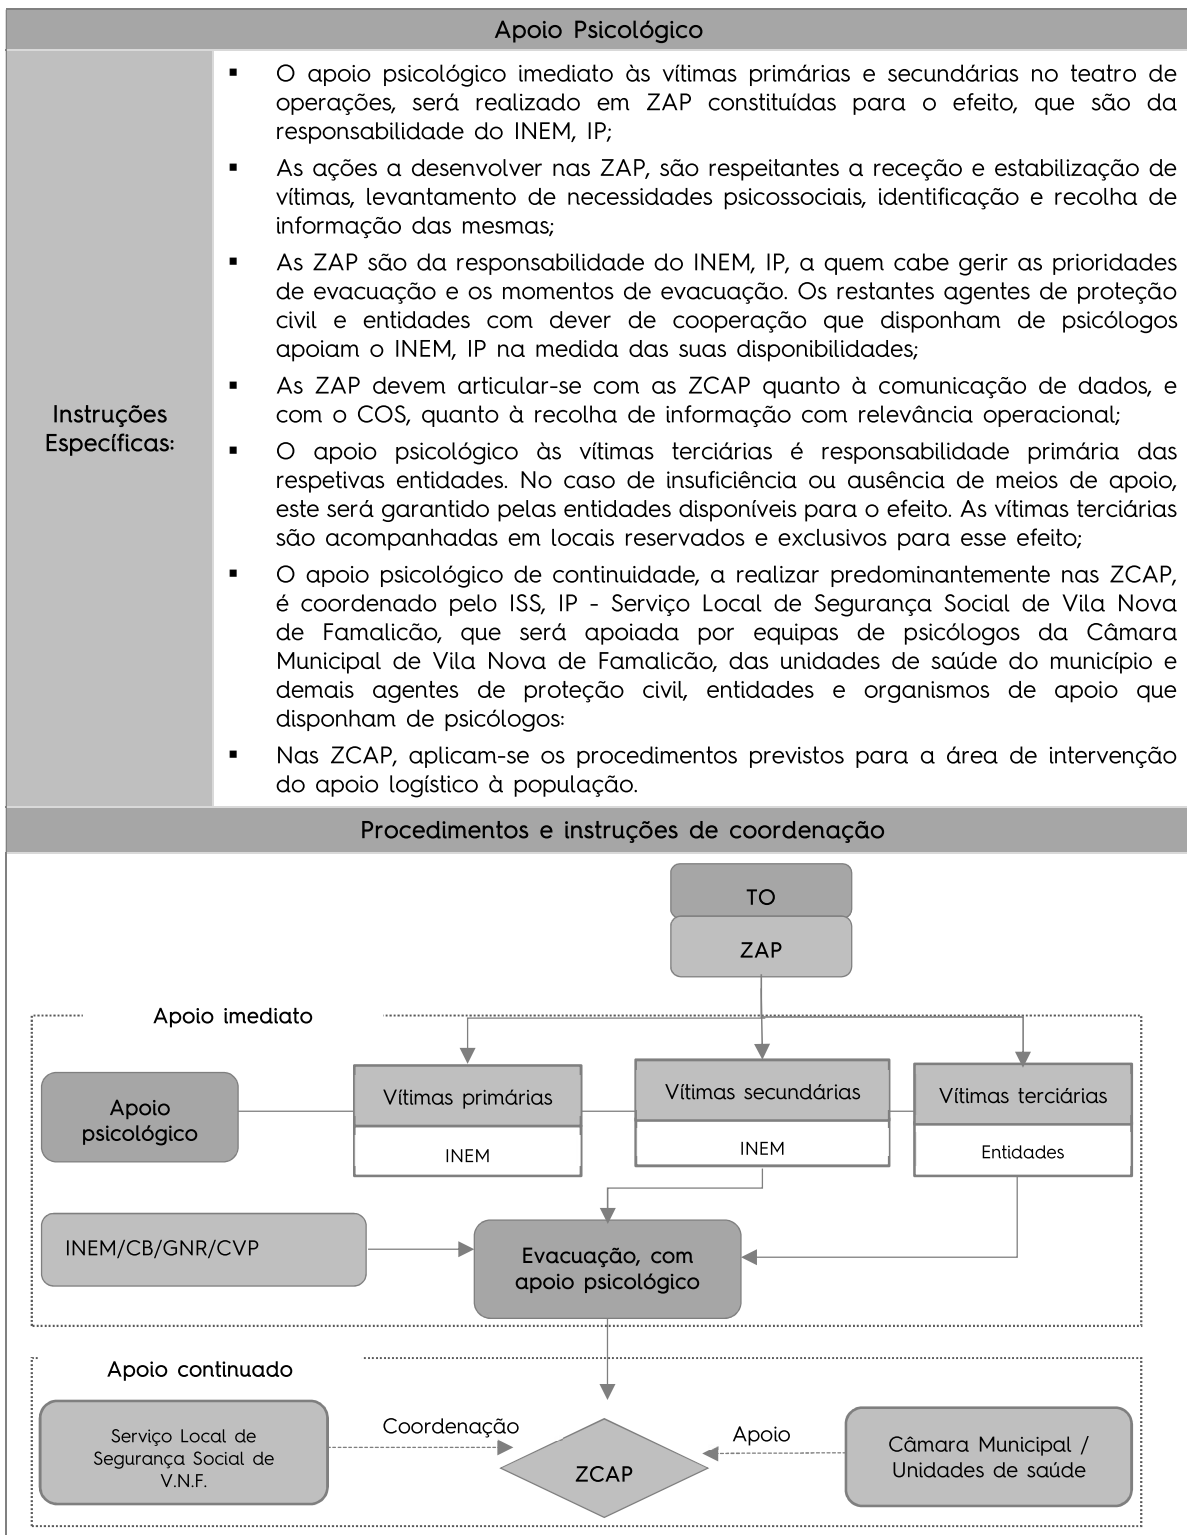 Apoio Psicológico
Instruções
Específicas:
▪ O apoio psicológico imediato às vítimas primárias e secundárias no teatro de
operações, será realizado em ZAP constituídas para o efeito, que são da
responsabilidade do INEM, IP;
▪ As ações a desenvolver nas ZAP, são respeitantes a receção e estabilização de
vítimas, levantamento de necessidades psicossociais, identificação e recolha de
informação das mesmas;
▪ As ZAP são da responsabilidade do INEM, IP, a quem cabe gerir as prioridades
de evacuação e os momentos de evacuação. Os restantes agentes de proteção
civil e entidades com dever de cooperação que disponham de psicólogos
apoiam o INEM, IP na medida das suas disponibilidades;
▪ As ZAP devem articular-se com as ZCAP quanto à comunicação de dados, e
com o COS, quanto à recolha de informação com relevância operacional;
▪ O apoio psicológico às vítimas terciárias é responsabilidade primária das
respetivas entidades. No caso de insuficiência ou ausência de meios de apoio,
este será garantido pelas entidades disponíveis para o efeito. As vítimas terciárias
são acompanhadas em locais reservados e exclusivos para esse efeito;
▪ O apoio psicológico de continuidade, a realizar predominantemente nas ZCAP,
é coordenado pelo ISS, IP - Serviço Local de Segurança Social de Vila Nova
de Famalicão, que será apoiada por equipas de psicólogos da Câmara
Municipal de Vila Nova de Famalicão, das unidades de saúde do município e
demais agentes de proteção civil, entidades e organismos de apoio que
disponham de psicólogos:
▪ Nas ZCAP, aplicam-se os procedimentos previstos para a área de intervenção
do apoio logístico à população.
Procedimentos e instruções de coordenação
TO
ZAP
Apoio imediato
Apoio
psicológico
Vítimas primárias
INEM
Vítimas secundárias
INEM
Vítimas terciárias
Entidades
INEM/CB/GNR/CVP
Evacuação, com
apoio psicológico
Apoio continuado
Serviço Local de
Segurança Social de
V.N.F.
Coordenação
ZCAP
Apoio
Câmara Municipal /
Unidades de saúde